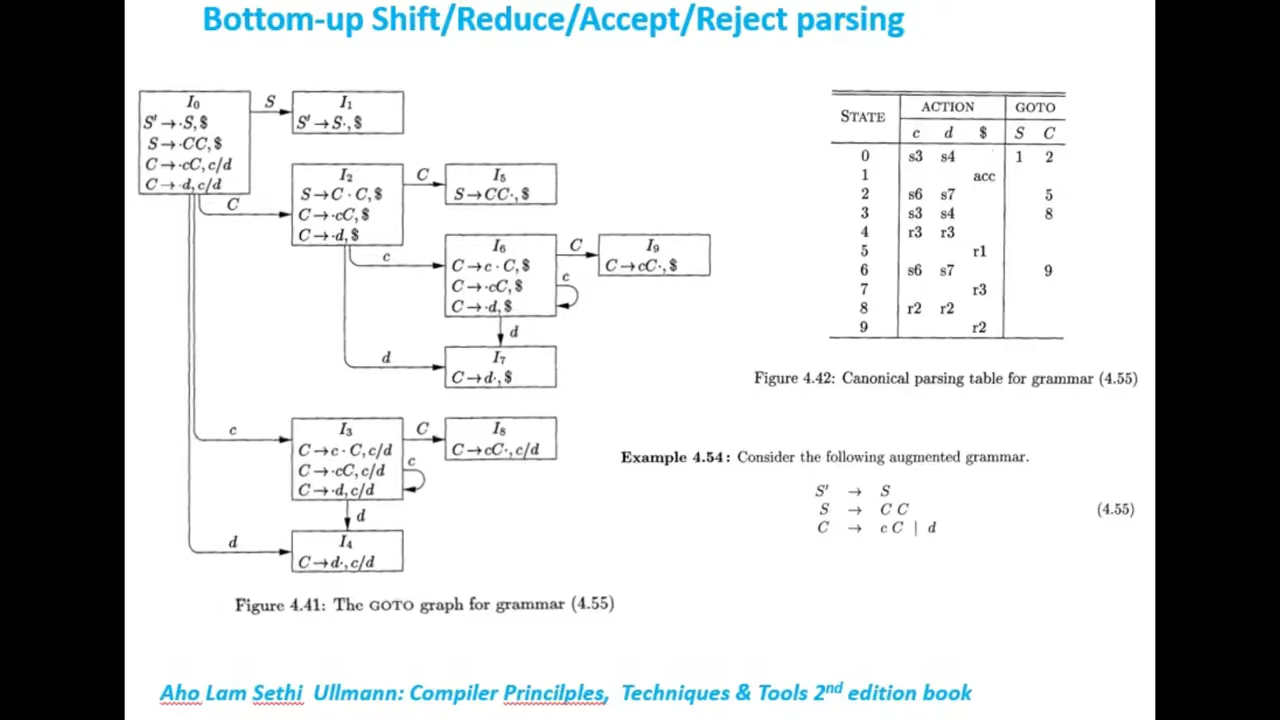 Bottom-up Shift/Reduce/Accept/Reject parsing
I₀
S′ → ·S, $
S → ·CC, $
C → ·cC, c/d
C → ·d, c/d
S
I₁
S′ → S·, $
C
I₂
S → C · C, $
C → ·cC, $
C → ·d, $
C
I₅
S → CC·, $
c
I₆
C → c · C, $
C → ·cC, $
C → ·d, $
C
I₉
C → cC·, $
c
d
d
I₇
C → d·, $
c
I₃
C → c · C, c/d
C → ·cC, c/d
C → ·d, c/d
C
I₈
C → cC·, c/d
c
d
d
I₄
C → d·, c/d
Figure 4.41: The GOTO graph for grammar (4.55)
STATE ACTION GOTO
c d $ S C
0 s3 s4 1 2
1 acc
2 s6 s7 5
3 s3 s4 8
4 r3 r3
5 r1
6 s6 s7 9
7 r3
8 r2 r2
9 r2
Figure 4.42: Canonical parsing table for grammar (4.55)
Example 4.54: Consider the following augmented grammar.
S′ → S
S → C C (4.55)
C → c C | d
Aho Lam Sethi Ullmann: Compiler Princilples, Techniques & Tools 2nd edition book